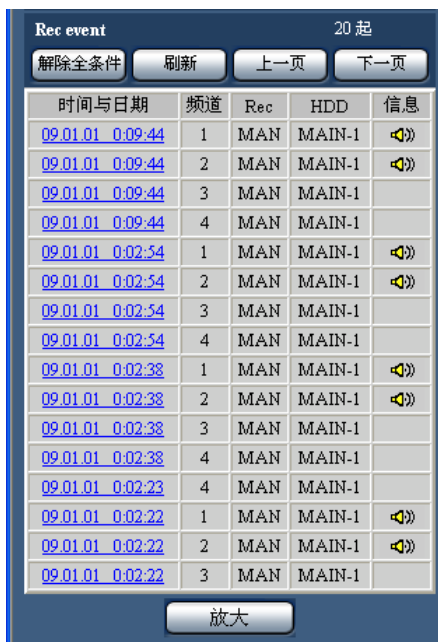 Rec event 20 起
解除全条件 刷新 上一页 下一页
时间与日期 频道 Rec HDD 信息
09.01.01 0:09:44 1 MAN MAIN-1
09.01.01 0:09:44 2 MAN MAIN-1
09.01.01 0:09:44 3 MAN MAIN-1
09.01.01 0:09:44 4 MAN MAIN-1
09.01.01 0:02:54 1 MAN MAIN-1
09.01.01 0:02:54 2 MAN MAIN-1
09.01.01 0:02:54 3 MAN MAIN-1
09.01.01 0:02:54 4 MAN MAIN-1
09.01.01 0:02:38 1 MAN MAIN-1
09.01.01 0:02:38 2 MAN MAIN-1
09.01.01 0:02:38 3 MAN MAIN-1
09.01.01 0:02:38 4 MAN MAIN-1
09.01.01 0:02:23 4 MAN MAIN-1
09.01.01 0:02:22 1 MAN MAIN-1
09.01.01 0:02:22 2 MAN MAIN-1
09.01.01 0:02:22 3 MAN MAIN-1
放大